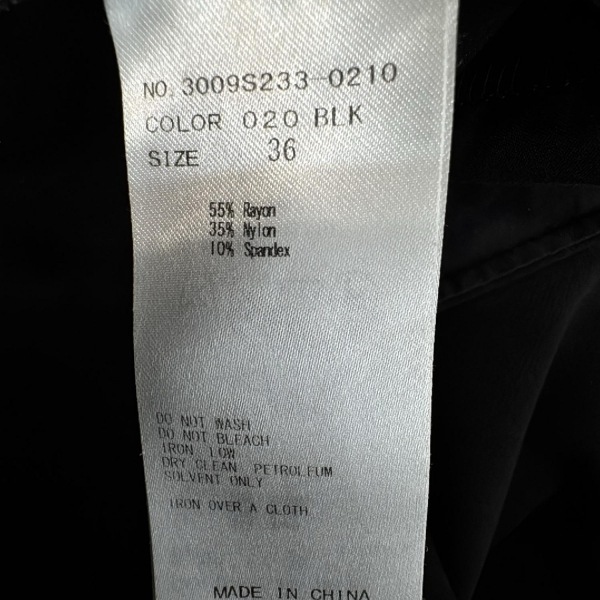 NO. 3009S233-0210
COLOR 020 BLK
SIZE 36
55% Rayon
35% Nylon
10% Spandex
DO NOT WASH
DO NOT BLEACH
IRON LOW
DRY CLEAN PETROLEUM
SOLVENT ONLY
IRON OVER A CLOTH
MADE IN CHINA